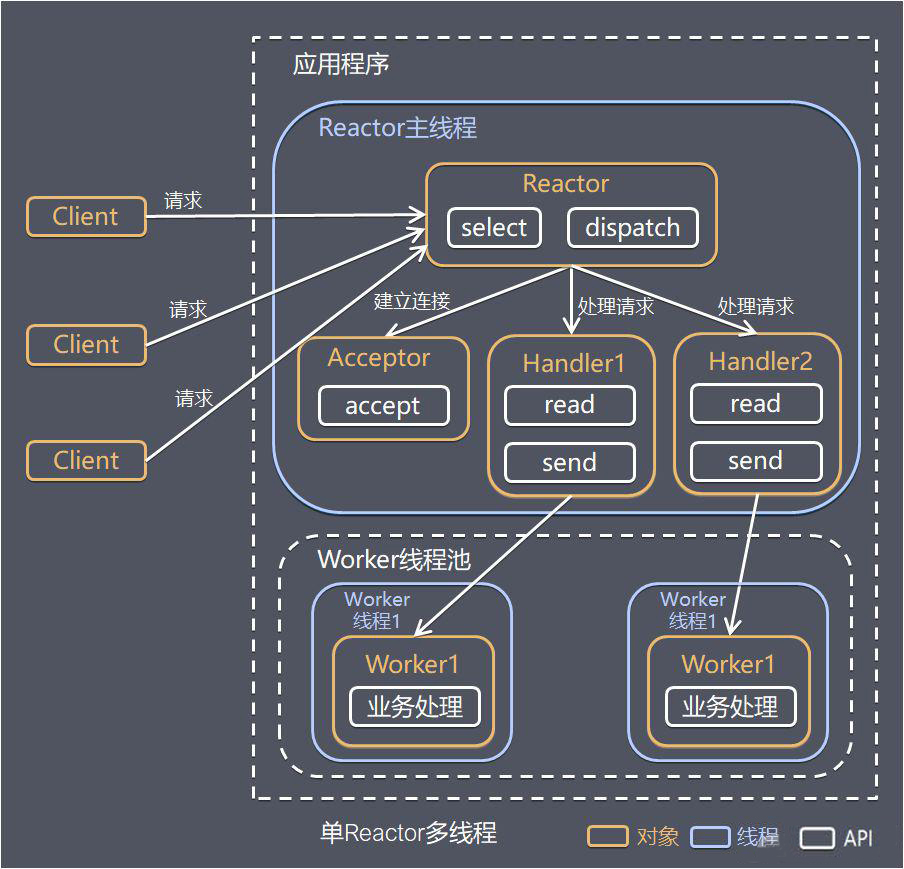 应用程序
Reactor主线程
Reactor
select
dispatch
Client
请求
Client
请求
Client
请求
建立连接
处理请求
处理请求
Acceptor
accept
Handler1
read
send
Handler2
read
send
Worker线程池
Worker
线程1
Worker1
业务处理
Worker
线程1
Worker1
业务处理
单Reactor多线程
对象
线程
API